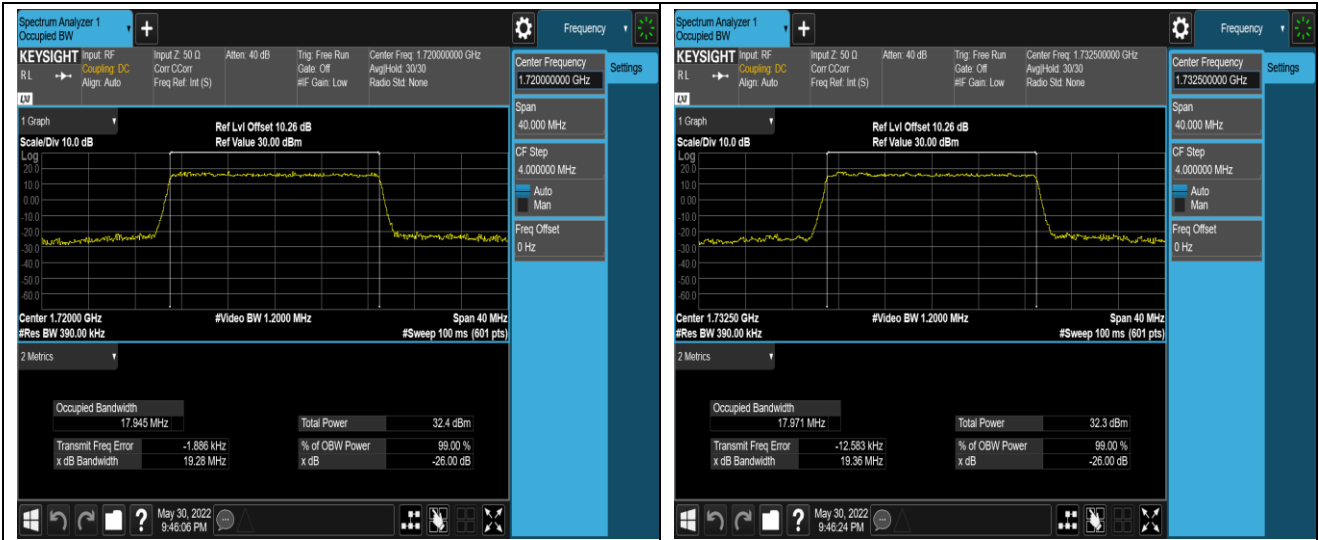 Spectrum Analyzer 1
Occupied BW
+
Frequency
KEYSIGHT
Input: RF
Coupling: DC
Align: Auto
Input Z: 50 Ω
Corr CCorr
Freq Ref: Int (S)
Atten: 40 dB
Trig: Free Run
Gate: Off
#IF Gain: Low
Center Freq: 1.720000000 GHz
Avg|Hold: 30/30
Radio Std: None
RL
LXI
Center Frequency
1.720000000 GHz
Settings
Span
40.000 MHz
CF Step
4.000000 MHz
Auto
Man
Freq Offset
0 Hz
1 Graph
Scale/Div 10.0 dB
Ref Lvl Offset 10.26 dB
Ref Value 30.00 dBm
Log
20.0
10.0
0.00
-10.0
-20.0
-30.0
-40.0
-50.0
-60.0
Center 1.72000 GHz
#Video BW 1.2000 MHz
Span 40 MHz
#Res BW 390.00 kHz
#Sweep 100 ms (601 pts)
2 Metrics
Occupied Bandwidth
17.945 MHz
Total Power 32.4 dBm
Transmit Freq Error -1.886 kHz
% of OBW Power 99.00 %
x dB Bandwidth 19.28 MHz
x dB -26.00 dB
?
May 30, 2022
9:46:06 PM
Spectrum Analyzer 1
Occupied BW
+
Frequency
KEYSIGHT
Input: RF
Coupling: DC
Align: Auto
Input Z: 50 Ω
Corr CCorr
Freq Ref: Int (S)
Atten: 40 dB
Trig: Free Run
Gate: Off
#IF Gain: Low
Center Freq: 1.732500000 GHz
Avg|Hold: 30/30
Radio Std: None
RL
LXI
Center Frequency
1.732500000 GHz
Settings
Span
40.000 MHz
CF Step
4.000000 MHz
Auto
Man
Freq Offset
0 Hz
1 Graph
Scale/Div 10.0 dB
Ref Lvl Offset 10.26 dB
Ref Value 30.00 dBm
Log
20.0
10.0
0.00
-10.0
-20.0
-30.0
-40.0
-50.0
-60.0
Center 1.73250 GHz
#Video BW 1.2000 MHz
Span 40 MHz
#Res BW 390.00 kHz
#Sweep 100 ms (601 pts)
2 Metrics
Occupied Bandwidth
17.971 MHz
Total Power 32.3 dBm
Transmit Freq Error -12.583 kHz
% of OBW Power 99.00 %
x dB Bandwidth 19.36 MHz
x dB -26.00 dB
?
May 30, 2022
9:46:24 PM